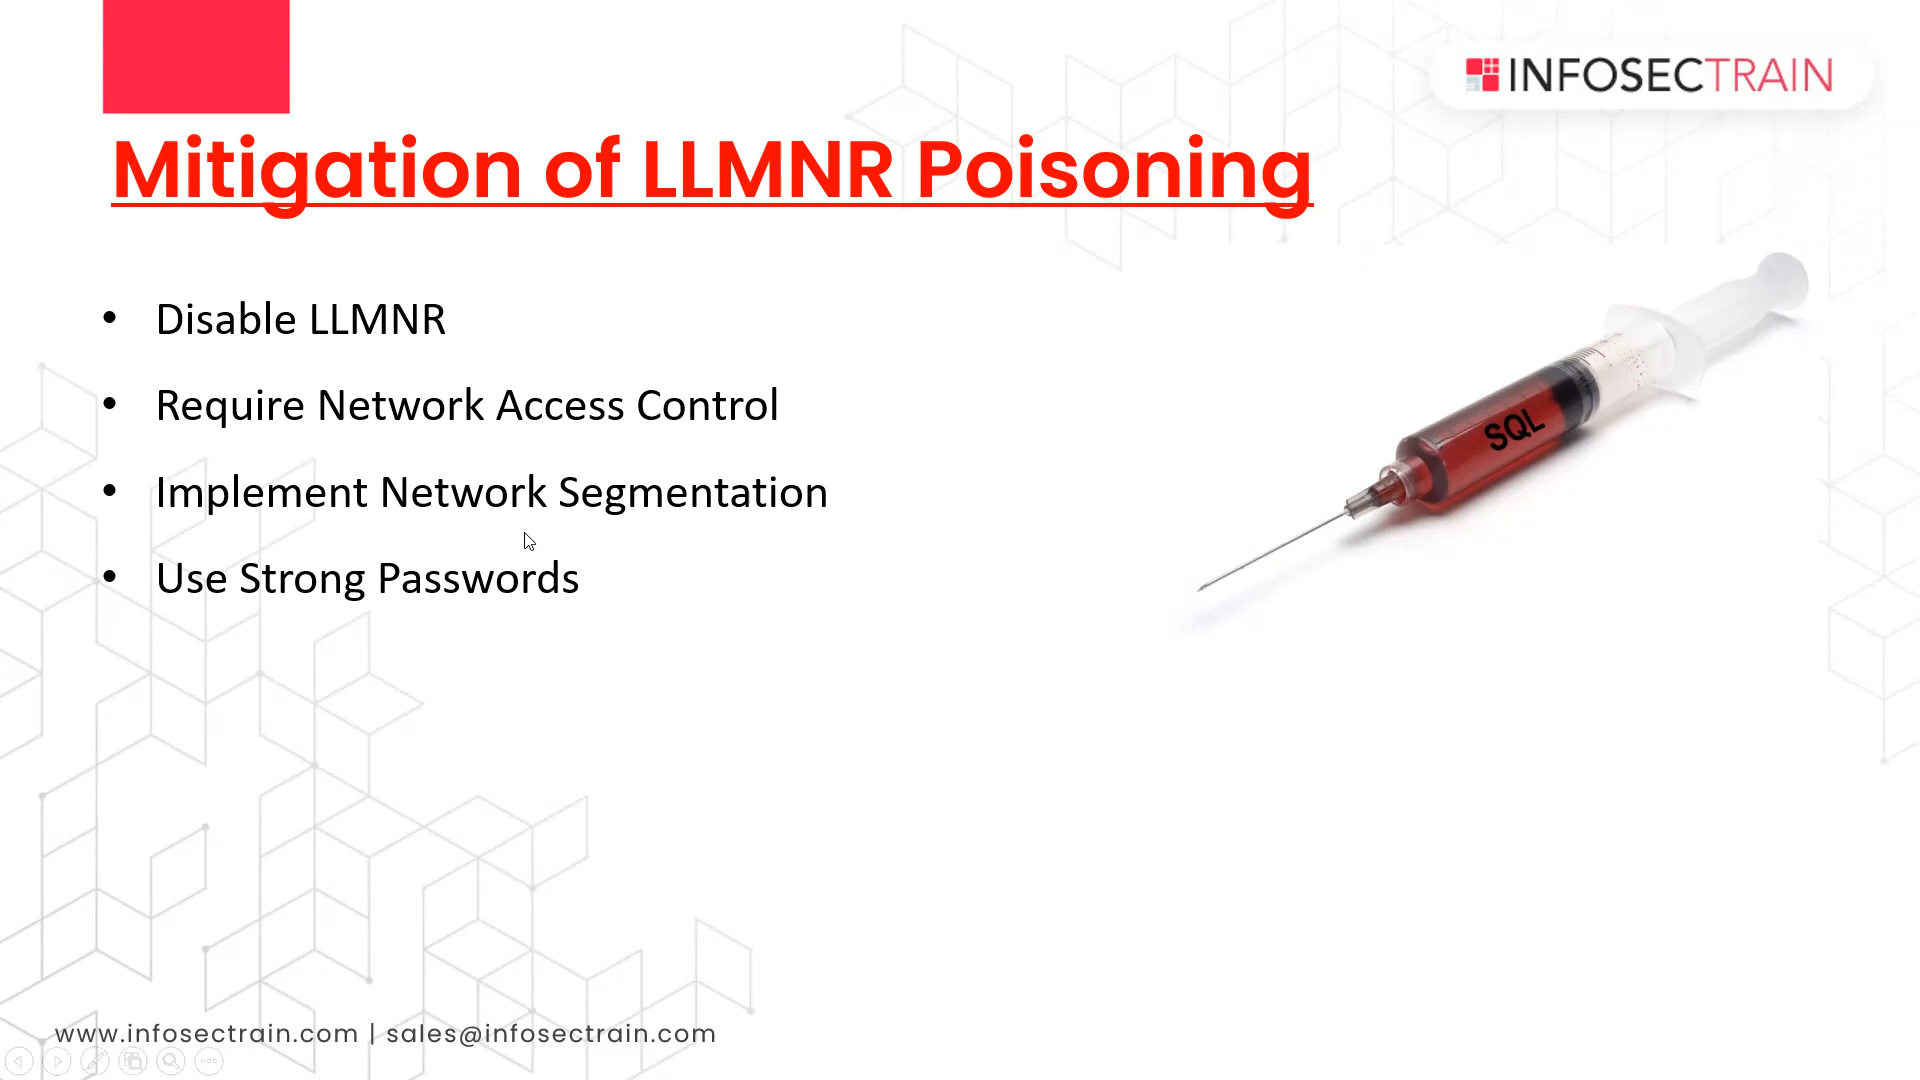 INFOSECTRAIN
Mitigation of LLMNR Poisoning
• Disable LLMNR
• Require Network Access Control
• Implement Network Segmentation
• Use Strong Passwords
SQL
www.infosectrain.com | sales@infosectrain.com